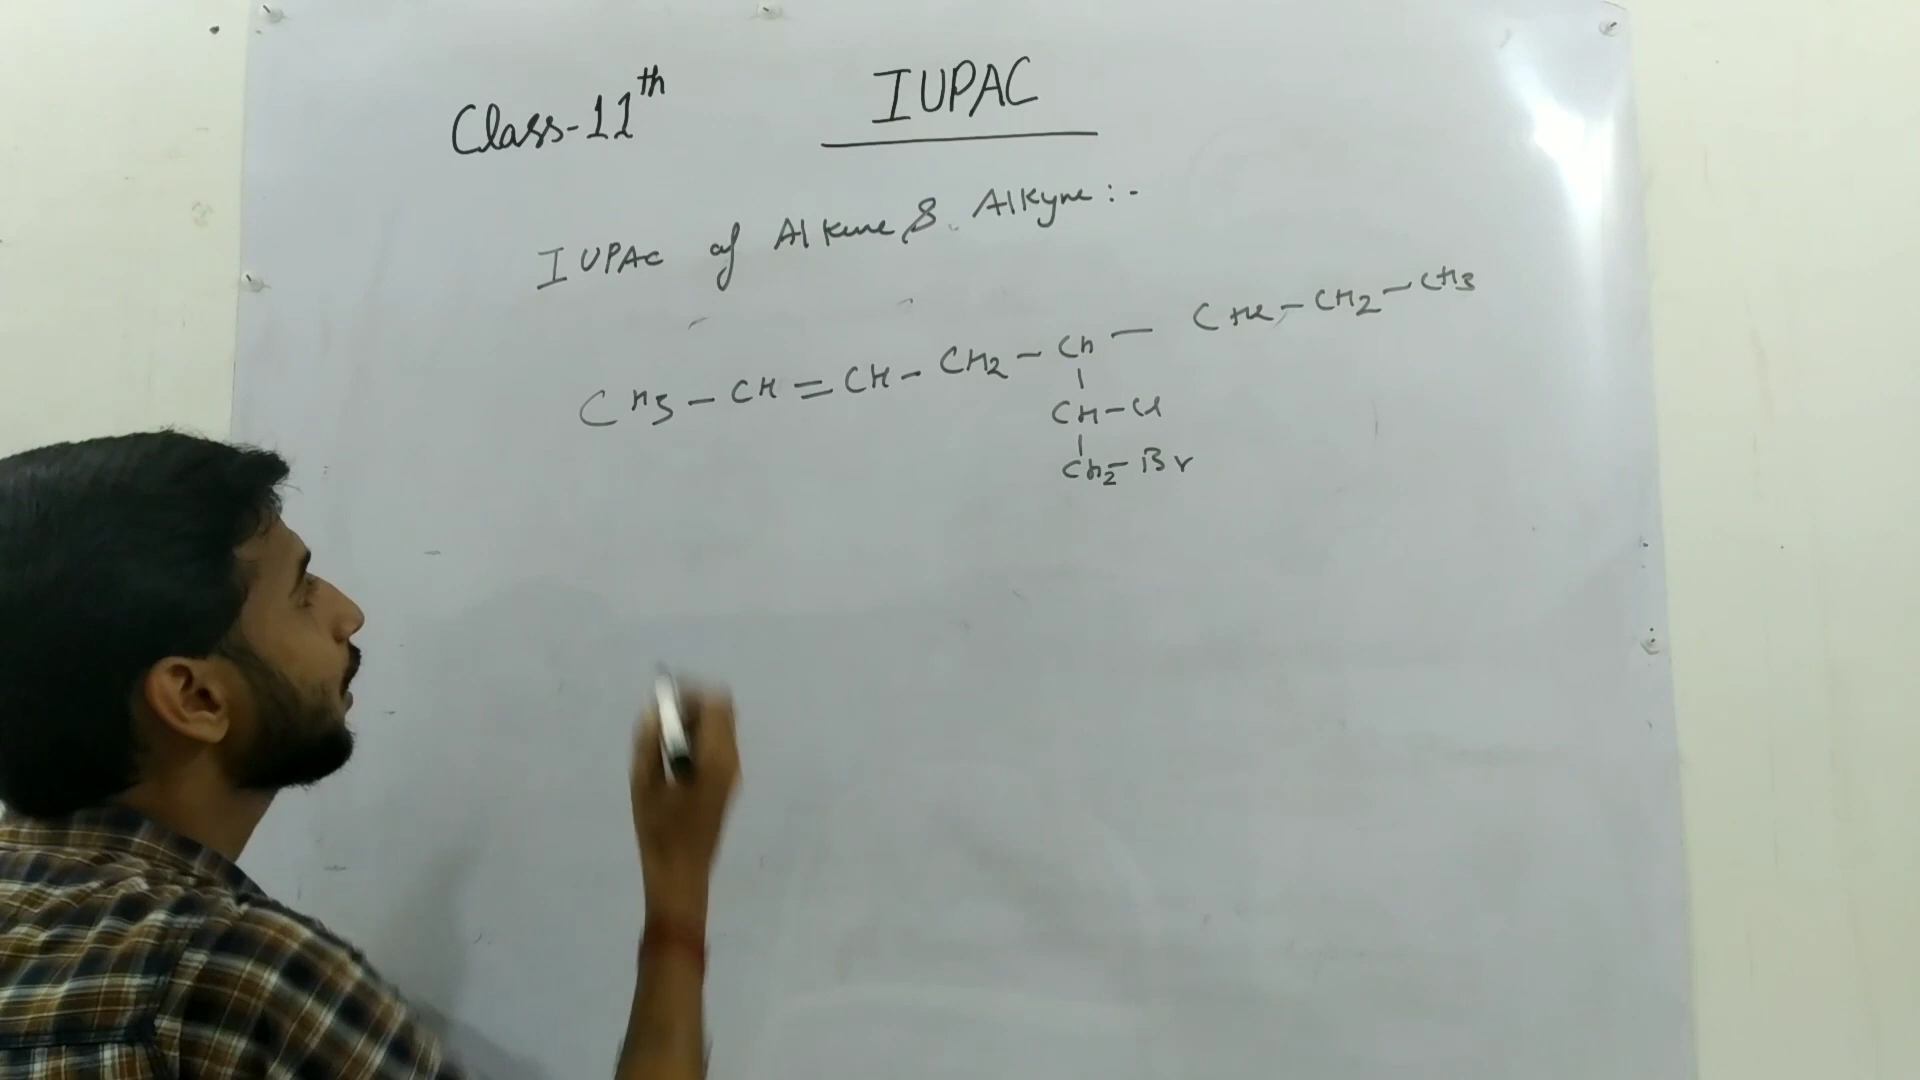 Class-11th IUPAC
IUPAC of Alkene & Alkyne :-
CH3 - CH = CH - CH2 - CH - CH2 - CH2 - CH3
CH - Cl
CH2 - Br